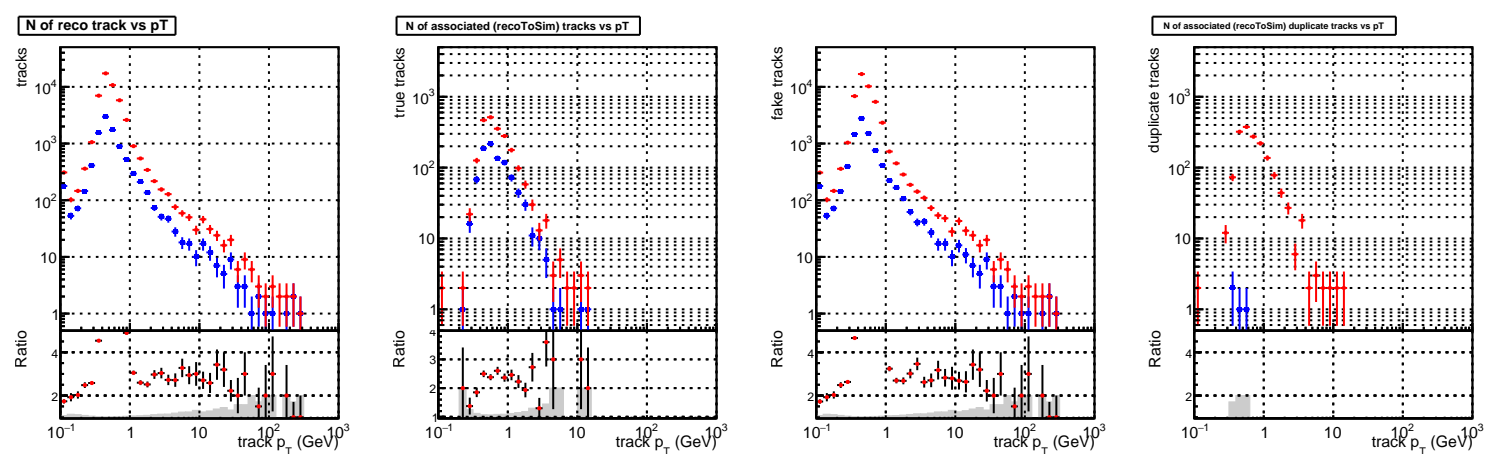 N of reco track vs pT
tracks
10^4
10^3
10^2
10
1
Ratio
4
2
10^−1 1 10 10^2 10^3
track p_T (GeV)
N of associated (recoToSim) tracks vs pT
true tracks
10^3
10^2
10
1
Ratio
4
3
2
1
10^−1 1 10 10^2 10^3
track p_T (GeV)
fake tracks
10^4
10^3
10^2
10
1
Ratio
4
2
10^−1 1 10 10^2 10^3
track p_T (GeV)
N of associated (recoToSim) duplicate tracks vs pT
duplicate tracks
10^3
10^2
10
1
Ratio
4
2
10^−1 1 10 10^2 10^3
track p_T (GeV)